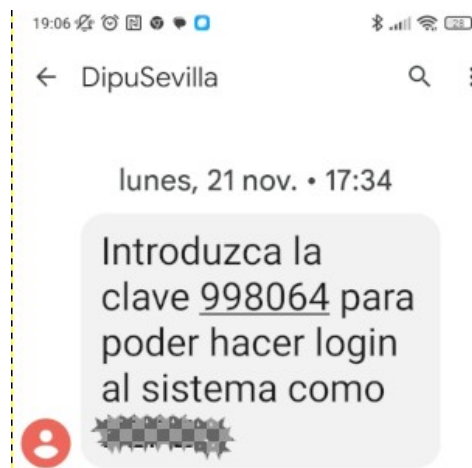 19:06
28
DipuSevilla
lunes, 21 nov. • 17:34
Introduzca la
clave 998064 para
poder hacer login
al sistema como